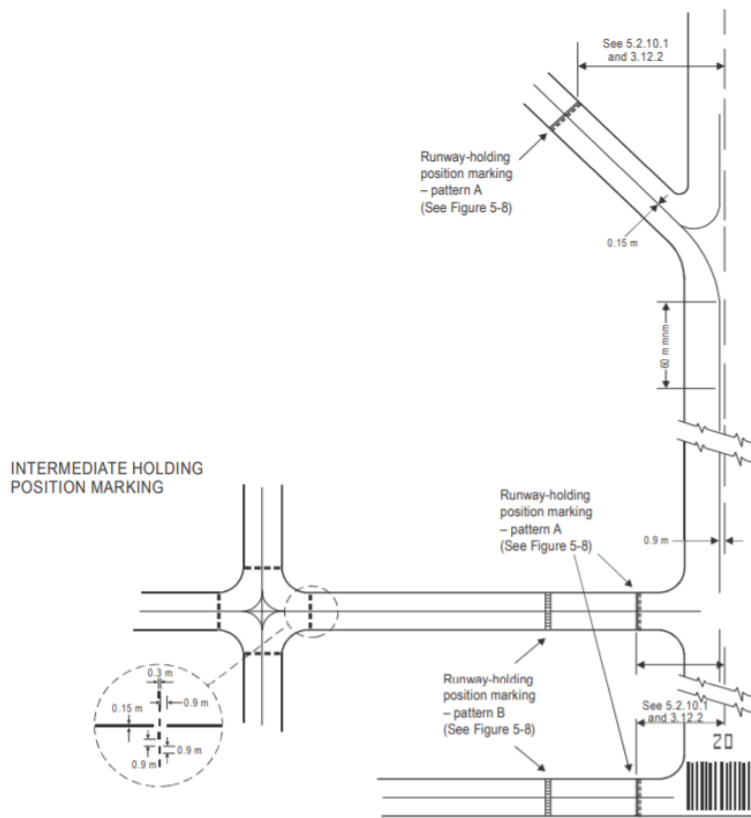 See 5.2.10.1
and 3.12.2
Runway-holding
position marking
– pattern A
(See Figure 5-8)
0.15 m
60 m mnm
INTERMEDIATE HOLDING
POSITION MARKING
Runway-holding
position marking
– pattern A
(See Figure 5-8)
0.9 m
0.3 m
0.15 m
0.9 m
0.9 m
0.9 m
Runway-holding
position marking
– pattern B
(See Figure 5-8)
See 5.2.10.1
and 3.12.2
20